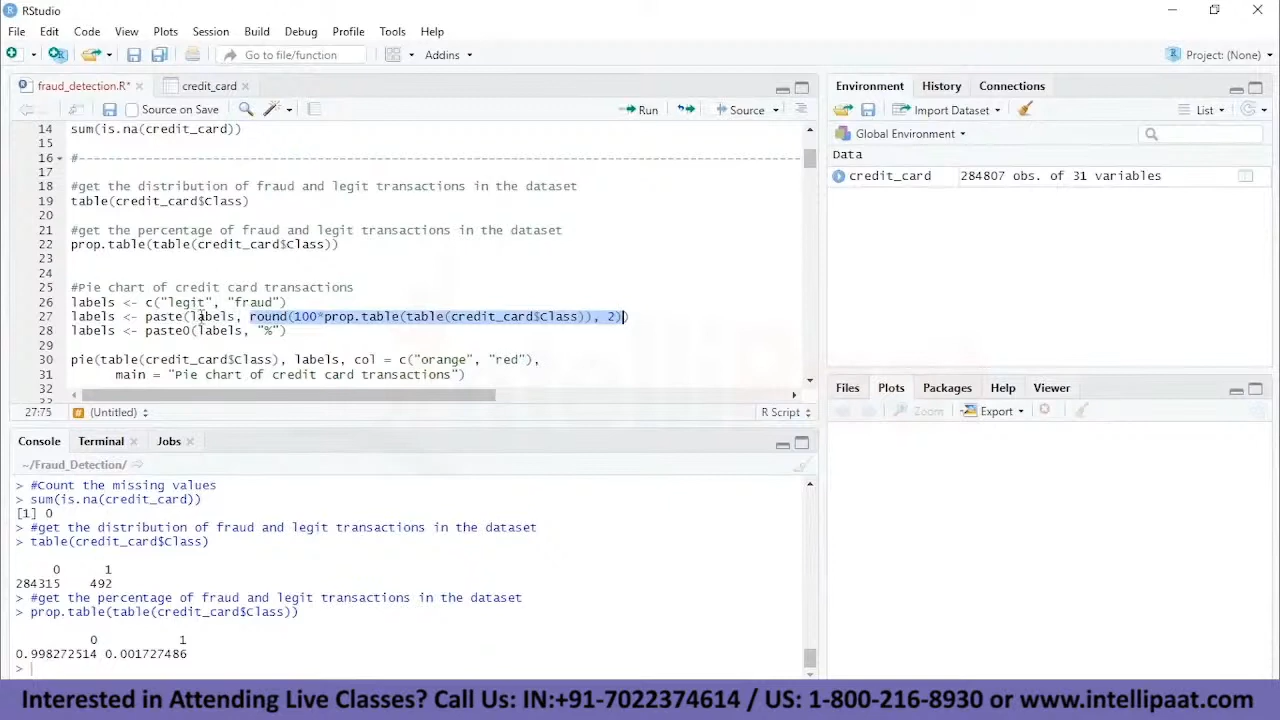 RStudio
File Edit Code View Plots Session Build Debug Profile Tools Help
Go to file/function Addins Project: (None)
fraud_detection.R* credit_card
Source on Save Run Source
14 sum(is.na(credit_card))
15
16 #--------------------------------------------------------------------------------------------------
17
18 #get the distribution of fraud and legit transactions in the dataset
19 table(credit_card$Class)
20
21 #get the percentage of fraud and legit transactions in the dataset
22 prop.table(table(credit_card$Class))
23
24
25 #Pie chart of credit card transactions
26 labels <- c("legit", "fraud")
27 labels <- paste(labels, round(100*prop.table(table(credit_card$Class)), 2))
28 labels <- paste0(labels, "%")
29
30 pie(table(credit_card$Class), labels, col = c("orange", "red"),
31 main = "Pie chart of credit card transactions")
32
27:75 # (Untitled) R Script
Console Terminal Jobs
~/Fraud_Detection/
> #Count the missing values
> sum(is.na(credit_card))
[1] 0
> #get the distribution of fraud and legit transactions in the dataset
> table(credit_card$Class)
0 1
284315 492
> #get the percentage of fraud and legit transactions in the dataset
> prop.table(table(credit_card$Class))
0 1
0.998272514 0.001727486
>
Environment History Connections
Import Dataset List
Global Environment
Data
credit_card 284807 obs. of 31 variables
Files Plots Packages Help Viewer
Zoom Export
Interested in Attending Live Classes? Call Us: IN:+91-7022374614 / US: 1-800-216-8930 or www.intellipaat.com